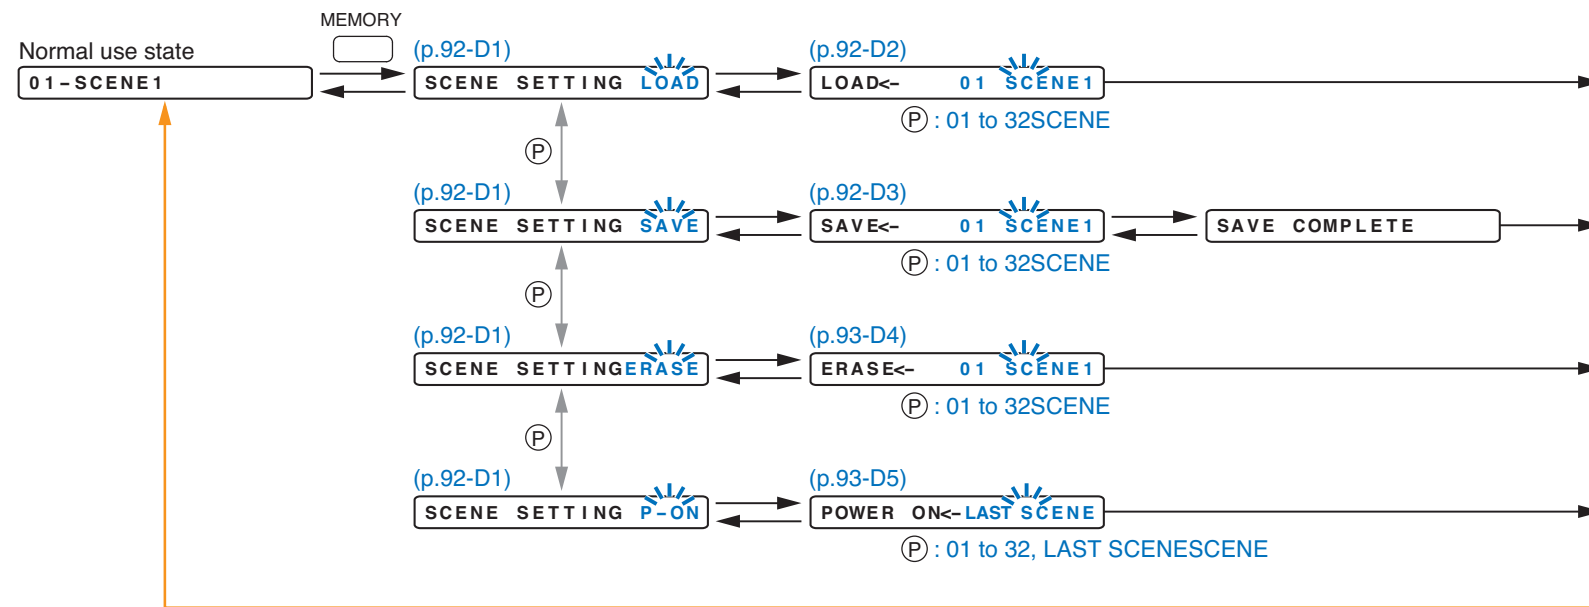 MEMORY
Normal use state
(p.92-D1)
(p.92-D2)
01-SCENE1
SCENE SETTING LOAD
LOAD<- 01 SCENE1
P : 01 to 32SCENE
P
(p.92-D1)
(p.92-D3)
SCENE SETTING SAVE
SAVE<- 01 SCENE1
SAVE COMPLETE
P : 01 to 32SCENE
P
(p.92-D1)
(p.93-D4)
SCENE SETTINGERASE
ERASE<- 01 SCENE1
P : 01 to 32SCENE
P
(p.92-D1)
(p.93-D5)
SCENE SETTING P-ON
POWER ON<-LAST SCENE
P : 01 to 32, LAST SCENESCENE